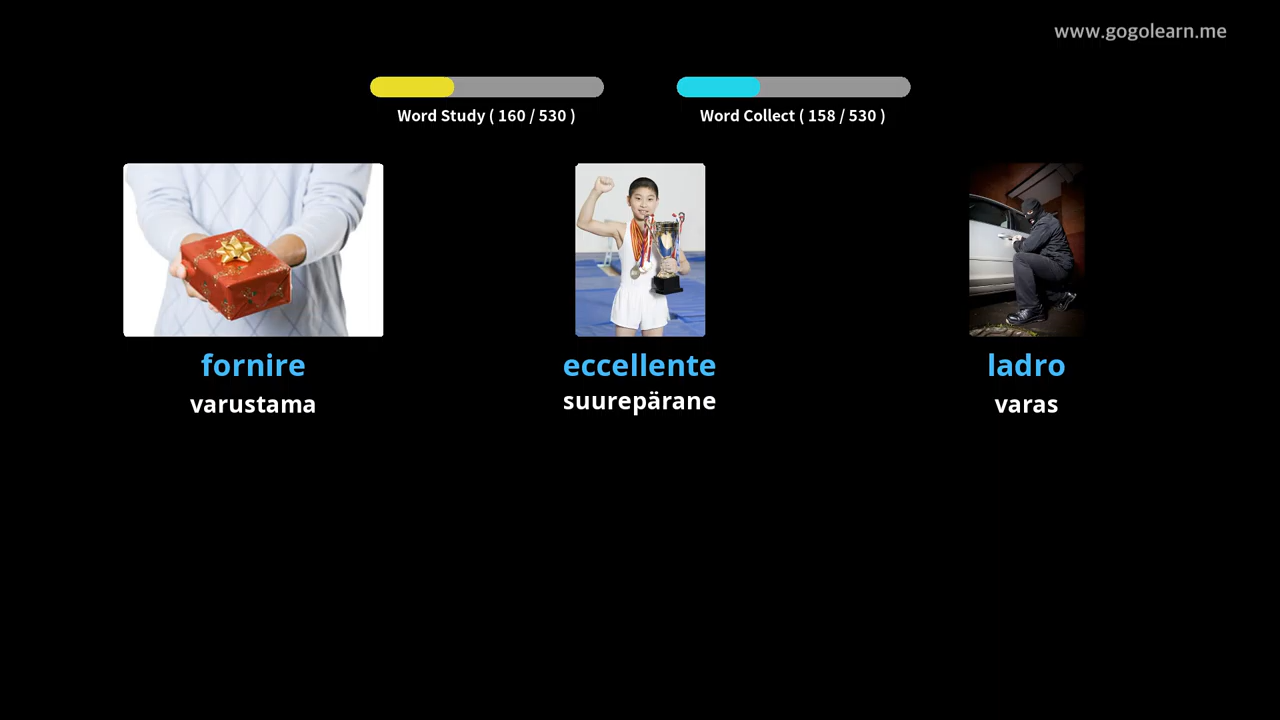 www.gogolearn.me
Word Study ( 160 / 530 )
Word Collect ( 158 / 530 )
fornire
varustama
eccellente
suurepärane
ladro
varas